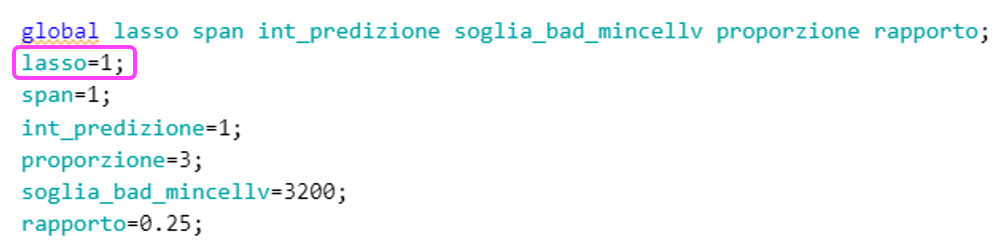 global lasso span int_predizione soglia_bad_mincellv proporzione rapporto;
lasso=1;
span=1;
int_predizione=1;
proporzione=3;
soglia_bad_mincellv=3200;
rapporto=0.25;